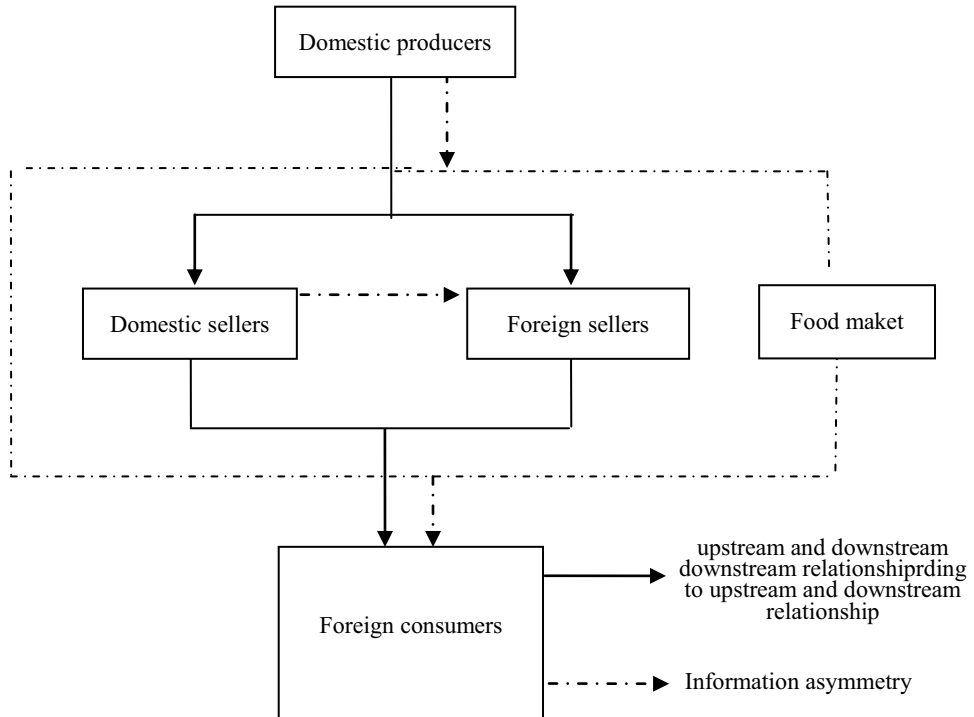 Domestic producers
Domestic sellers
Foreign sellers
Food maket
Foreign consumers
upstream and downstream
downstream relationshiprding
to upstream and downstream
relationship
Information asymmetry